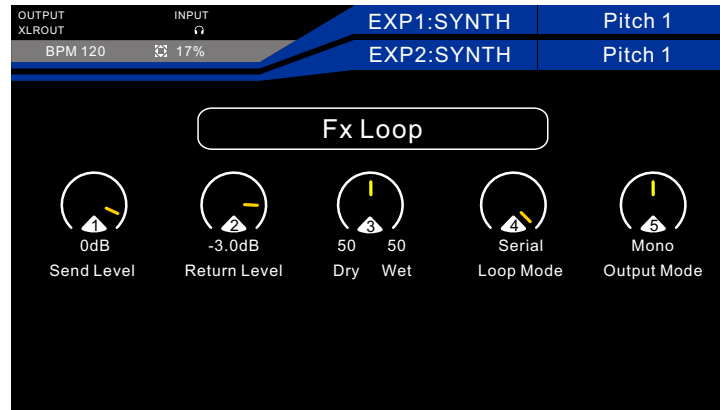 OUTPUT INPUT
XLROUT
BPM 120 17%
EXP1:SYNTH Pitch 1
EXP2:SYNTH Pitch 1
Fx Loop
1 2 3 4 5
0dB -3.0dB 50 50 Serial Mono
Send Level Return Level Dry Wet Loop Mode Output Mode